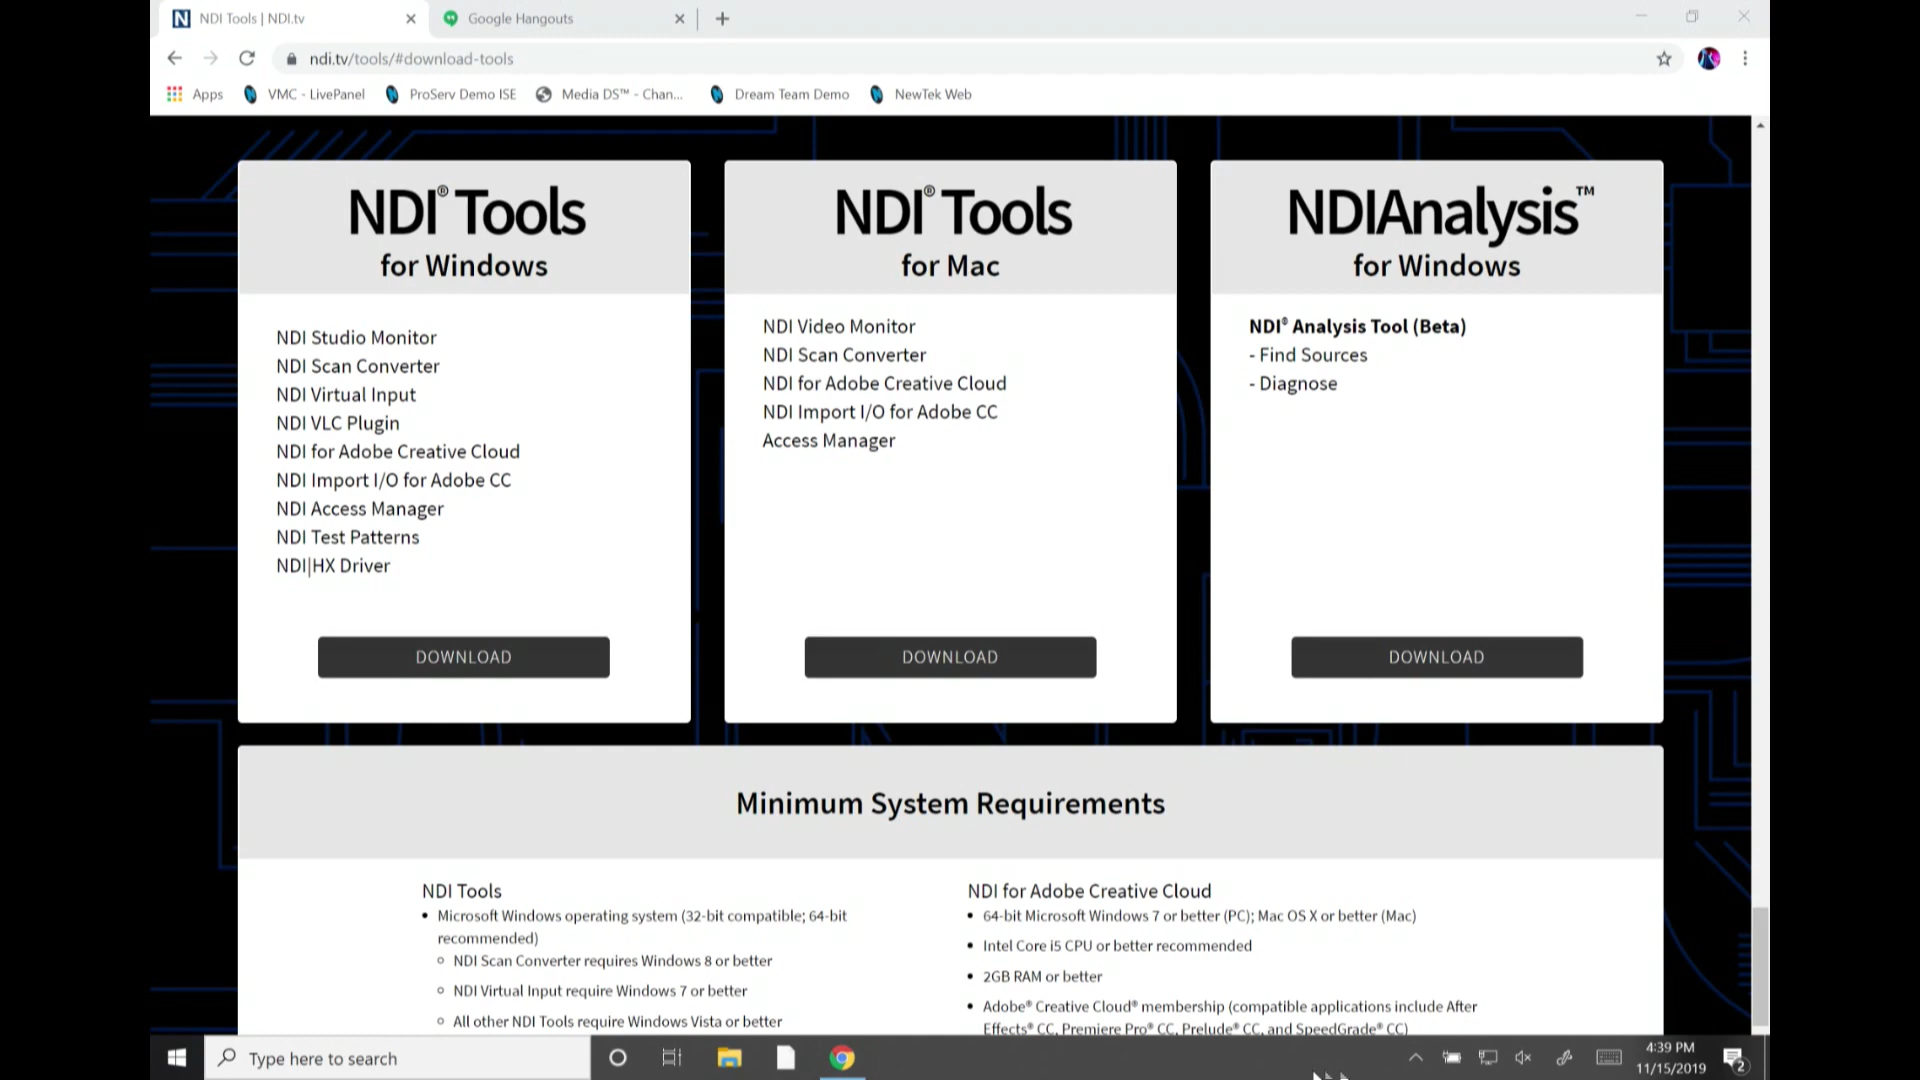 NDI Tools | NDI.tv
Google Hangouts
ndi.tv/tools/#download-tools
Apps
VMC - LivePanel
ProServ Demo ISE
Media DS™ - Chan...
Dream Team Demo
NewTek Web
NDI® Tools
for Windows
NDI Studio Monitor
NDI Scan Converter
NDI Virtual Input
NDI VLC Plugin
NDI for Adobe Creative Cloud
NDI Import I/O for Adobe CC
NDI Access Manager
NDI Test Patterns
NDI|HX Driver
DOWNLOAD
NDI® Tools
for Mac
NDI Video Monitor
NDI Scan Converter
NDI for Adobe Creative Cloud
NDI Import I/O for Adobe CC
Access Manager
DOWNLOAD
NDIAnalysis™
for Windows
NDI® Analysis Tool (Beta)
- Find Sources
- Diagnose
DOWNLOAD
Minimum System Requirements
NDI Tools
• Microsoft Windows operating system (32-bit compatible; 64-bit
recommended)
○ NDI Scan Converter requires Windows 8 or better
○ NDI Virtual Input require Windows 7 or better
○ All other NDI Tools require Windows Vista or better
NDI for Adobe Creative Cloud
• 64-bit Microsoft Windows 7 or better (PC); Mac OS X or better (Mac)
• Intel Core i5 CPU or better recommended
• 2GB RAM or better
• Adobe® Creative Cloud® membership (compatible applications include After
Effects® CC, Premiere Pro® CC, Prelude® CC, and SpeedGrade® CC)
Type here to search
4:39 PM
11/15/2019
2